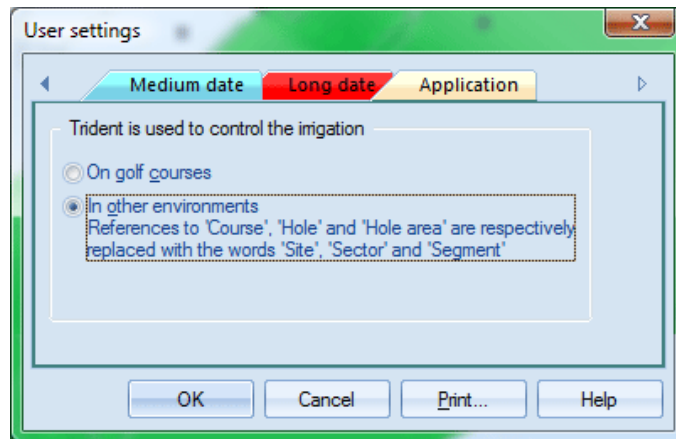 User settings
Medium date Long date Application
Trident is used to control the irrigation
On golf courses
In other environments
References to 'Course', 'Hole' and 'Hole area' are respectively
replaced with the words 'Site', 'Sector' and 'Segment'
OK Cancel Print... Help